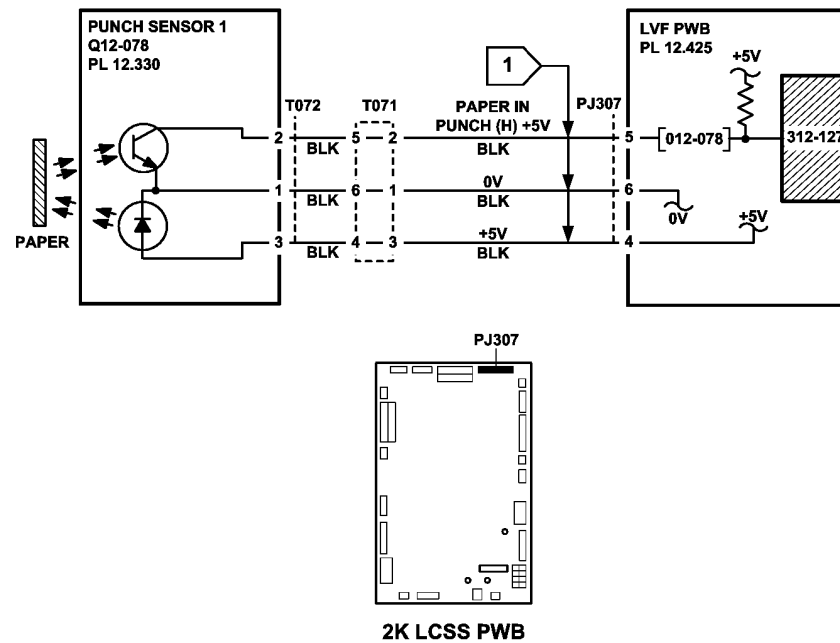 PUNCH SENSOR 1
Q12-078
PL 12.330
LVF PWB
PL 12.425
+5V
1
T072
T071
PAPER IN
PUNCH (H) +5V
PJ307
2
5
2
5
012-078
312-127
BLK
BLK
1
6
1
0V
6
BLK
BLK
0V
+5V
PAPER
3
4
3
+5V
4
BLK
BLK
PJ307
2K LCSS PWB